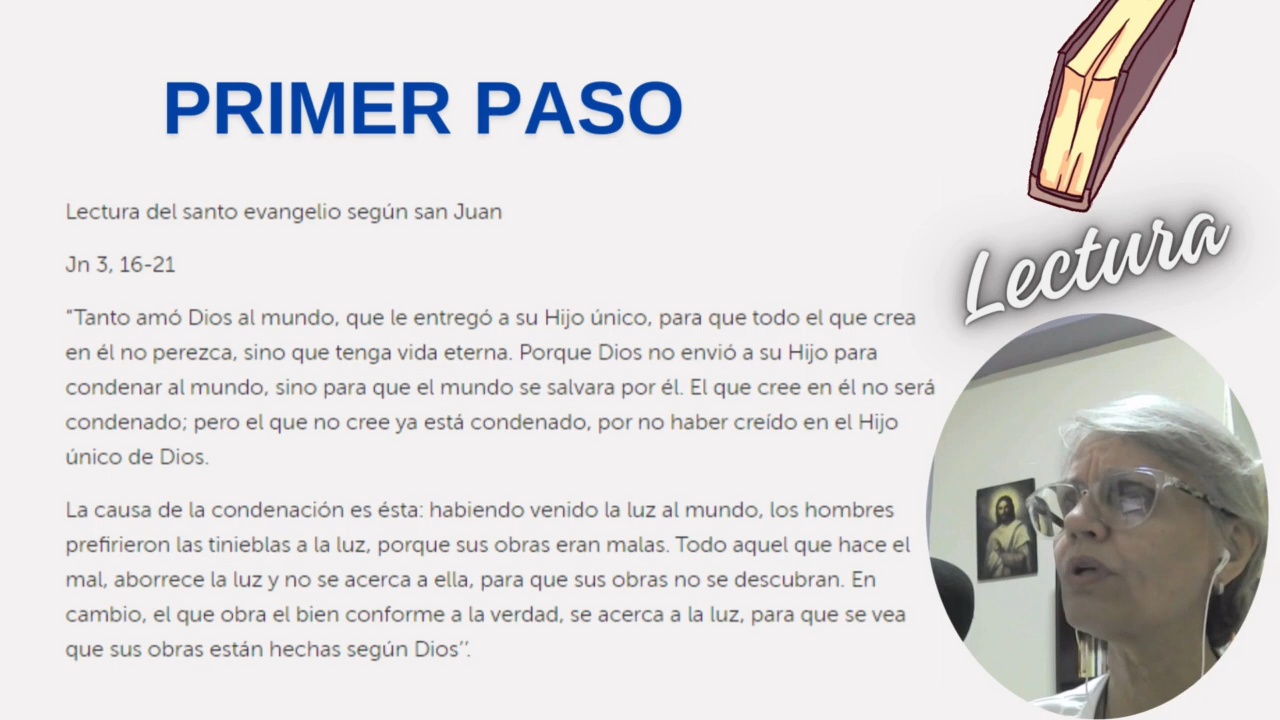 PRIMER PASO
Lectura del santo evangelio según san Juan
Jn 3, 16-21
“Tanto amó Dios al mundo, que le entregó a su Hijo único, para que todo el que crea
en él no perezca, sino que tenga vida eterna. Porque Dios no envió a su Hijo para
condenar al mundo, sino para que el mundo se salvara por él. El que cree en él no será
condenado; pero el que no cree ya está condenado, por no haber creído en el Hijo
único de Dios.
La causa de la condenación es ésta: habiendo venido la luz al mundo, los hombres
prefirieron las tinieblas a la luz, porque sus obras eran malas. Todo aquel que hace el
mal, aborrece la luz y no se acerca a ella, para que sus obras no se descubran. En
cambio, el que obra el bien conforme a la verdad, se acerca a la luz, para que se vea
que sus obras están hechas según Dios’’.
Lectura